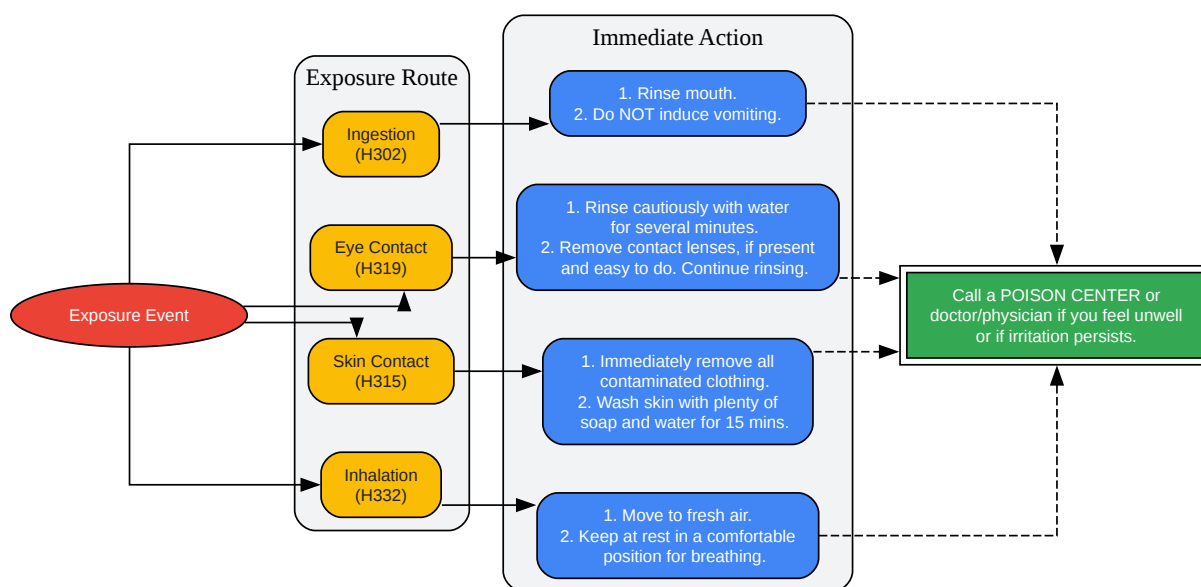 Immediate Action
Exposure Route
1. Rinse mouth.
2. Do NOT induce vomiting.
Ingestion
(H302)
1. Rinse cautiously with water
for several minutes.
2. Remove contact lenses, if present
and easy to do. Continue rinsing.
Eye Contact
(H319)
Exposure Event
Call a POISON CENTER or
doctor/physician if you feel unwell
or if irritation persists.
Skin Contact
(H315)
1. Immediately remove all
contaminated clothing.
2. Wash skin with plenty of
soap and water for 15 mins.
Inhalation
(H332)
1. Move to fresh air.
2. Keep at rest in a comfortable
position for breathing.